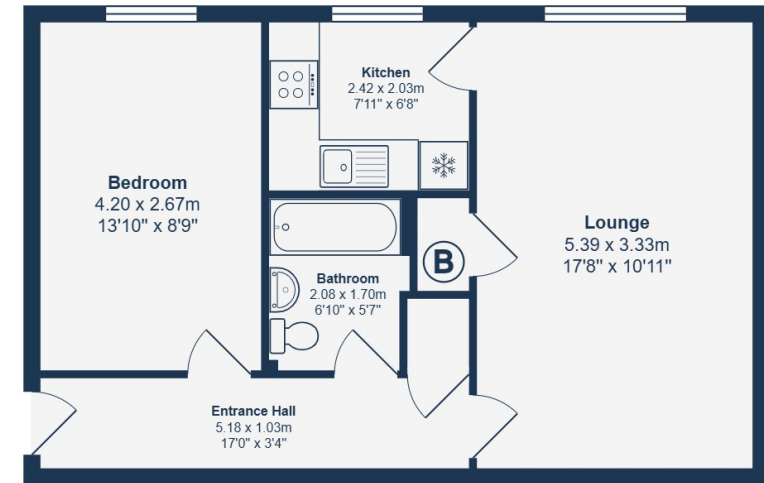 Kitchen
2.42 x 2.03m
7'11" x 6'8"
Bedroom
4.20 x 2.67m
13'10" x 8'9"
Lounge
5.39 x 3.33m
17'8" x 10'11"
B
Bathroom
2.08 x 1.70m
6'10" x 5'7"
Entrance Hall
5.18 x 1.03m
17'0" x 3'4"